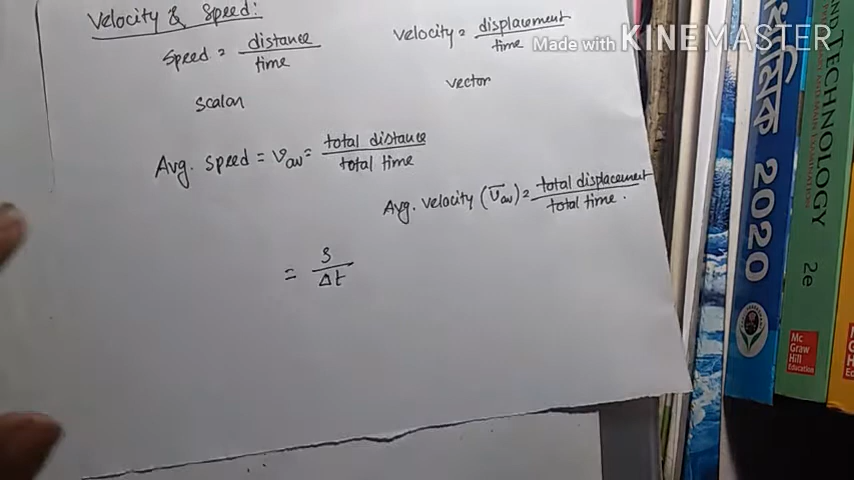 Velocity & Speed:
Speed = distance / time
velocity = displacement / time
Made with KINEMASTER
scalar
vector
Avg. speed = vav = total distance / total time
Avg. velocity (v̄av) = total displacement / total time.
= s / Δt
2020
AND TECHNOLOGY
2e
Mc
Graw
Hill
Education